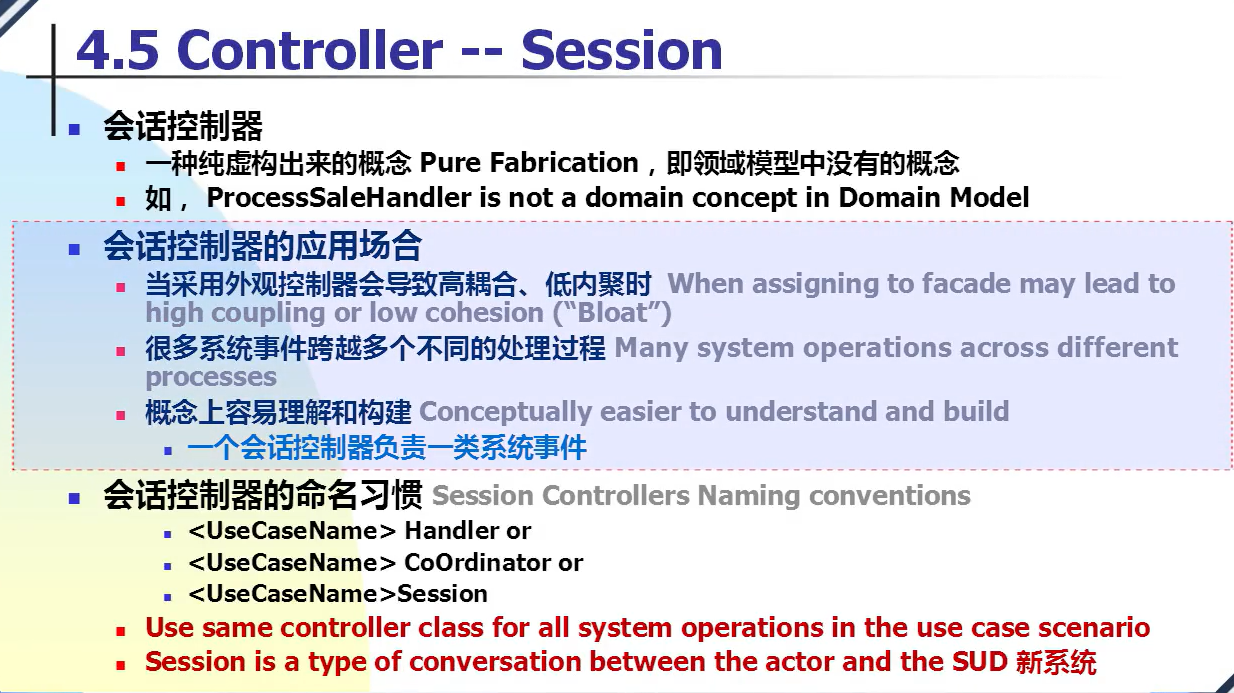 4.5 Controller -- Session
会话控制器
一种纯虚构出来的概念 Pure Fabrication，即领域模型中没有的概念
如， ProcessSaleHandler is not a domain concept in Domain Model
会话控制器的应用场合
当采用外观控制器会导致高耦合、低内聚时 When assigning to facade may lead to
high coupling or low cohesion (“Bloat”)
很多系统事件跨越多个不同的处理过程 Many system operations across different
processes
概念上容易理解和构建 Conceptually easier to understand and build
一个会话控制器负责一类系统事件
会话控制器的命名习惯 Session Controllers Naming conventions
<UseCaseName> Handler or
<UseCaseName> CoOrdinator or
<UseCaseName>Session
Use same controller class for all system operations in the use case scenario
Session is a type of conversation between the actor and the SUD 新系统